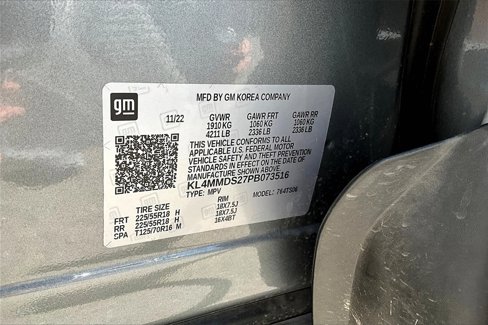 MFD BY GM KOREA COMPANY
gm
11/22
GVWR GAWR FRT GAWR RR
1910 KG 1060 KG 1060 KG
4211 LB 2336 LB 2336 LB
THIS VEHICLE CONFORMS TO ALL
APPLICABLE U.S. FEDERAL MOTOR
VEHICLE SAFETY AND THEFT PREVENTION
STANDARDS IN EFFECT ON THE DATE OF
MANUFACTURE SHOWN ABOVE.
KL4MMDS27PB073516
TYPE: MPV MODEL: 764TS06
TIRE SIZE RIM
FRT 225/55R18 H 18X7.5J
RR 225/55R18 H 18X7.5J
SPA T125/70R16 M 16X4BT